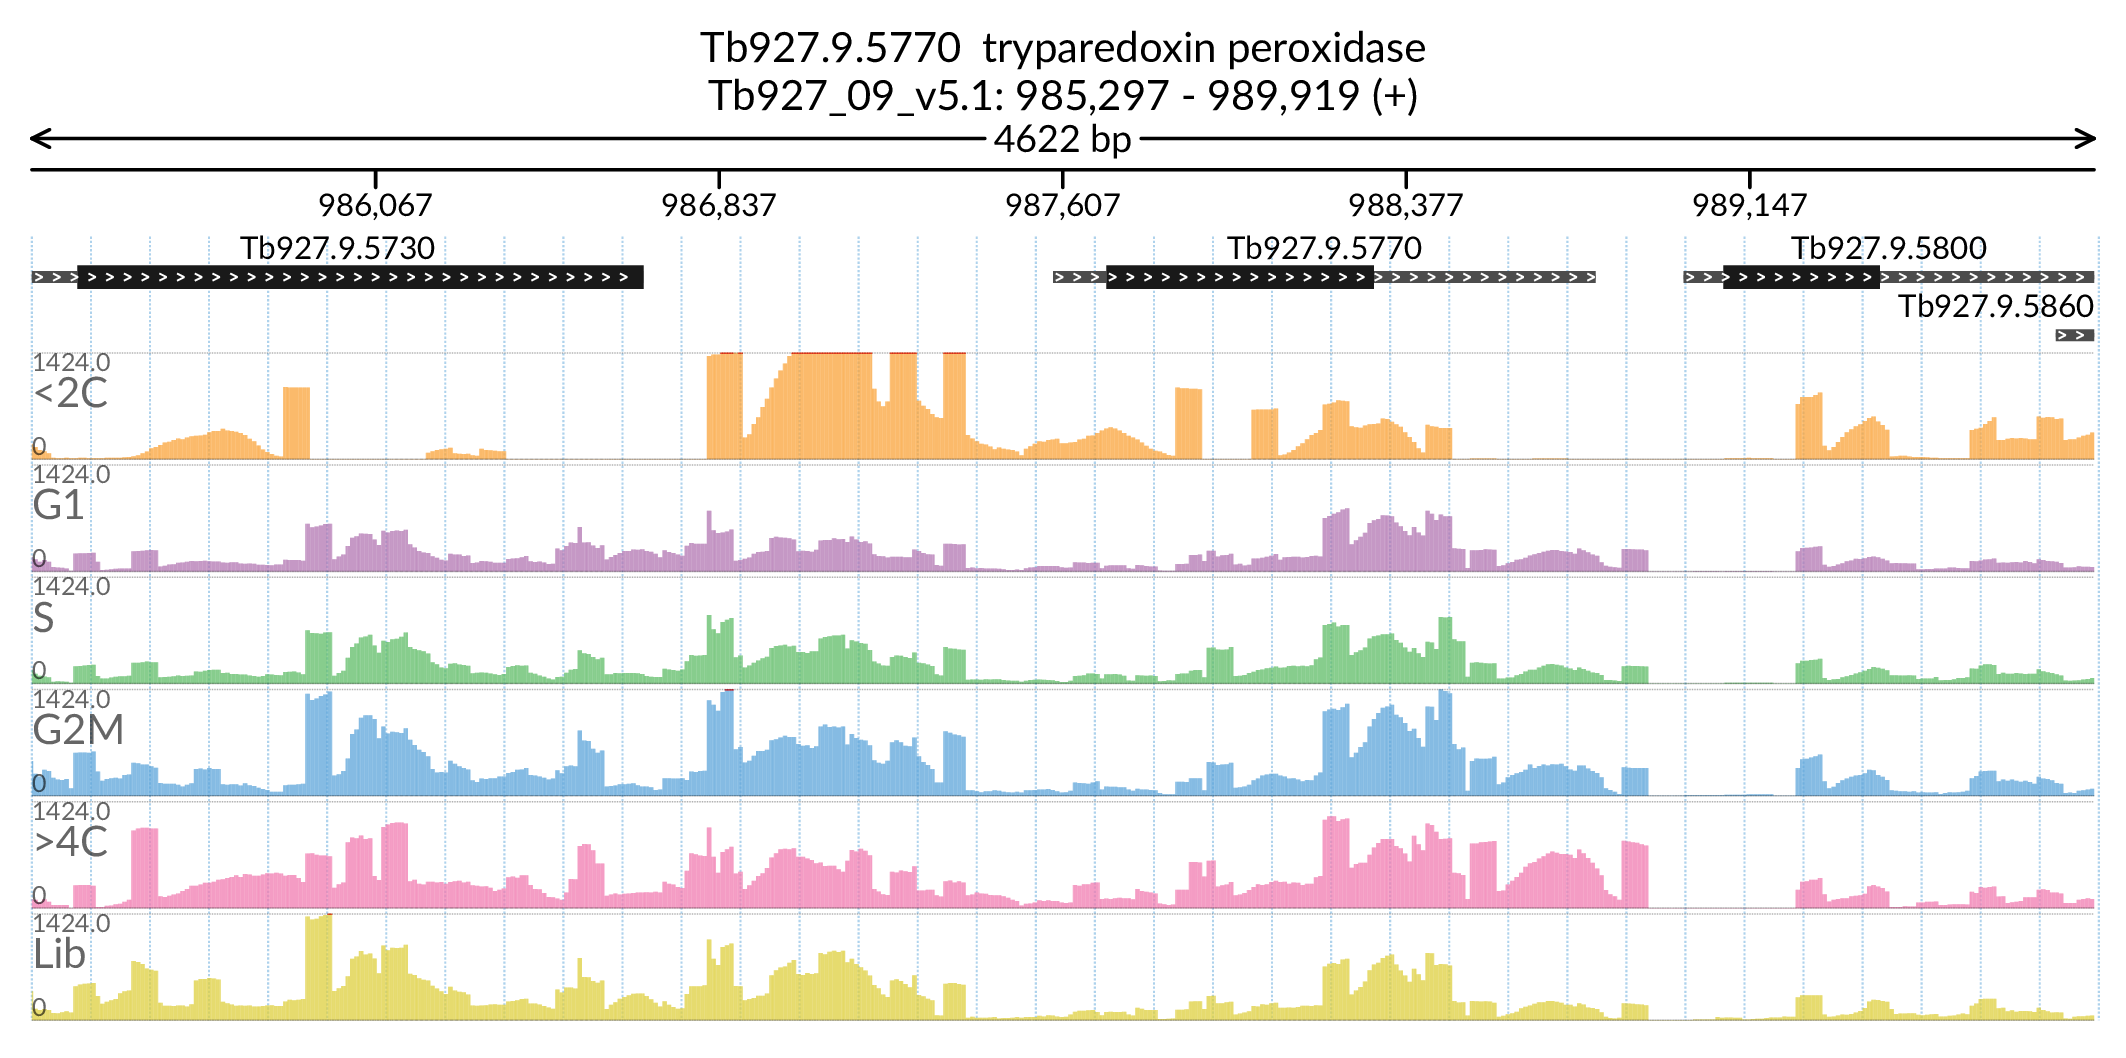 Tb927.9.5770  tryparedoxin peroxidase
Tb927_09_v5.1: 985,297 - 989,919 (+)
4622 bp
986,067 986,837 987,607 988,377 989,147
Tb927.9.5730 Tb927.9.5770 Tb927.9.5800
Tb927.9.5860
1424.0
<2C
0
1424.0
G1
0
1424.0
S
0
1424.0
G2M
0
1424.0
>4C
0
1424.0
Lib
0